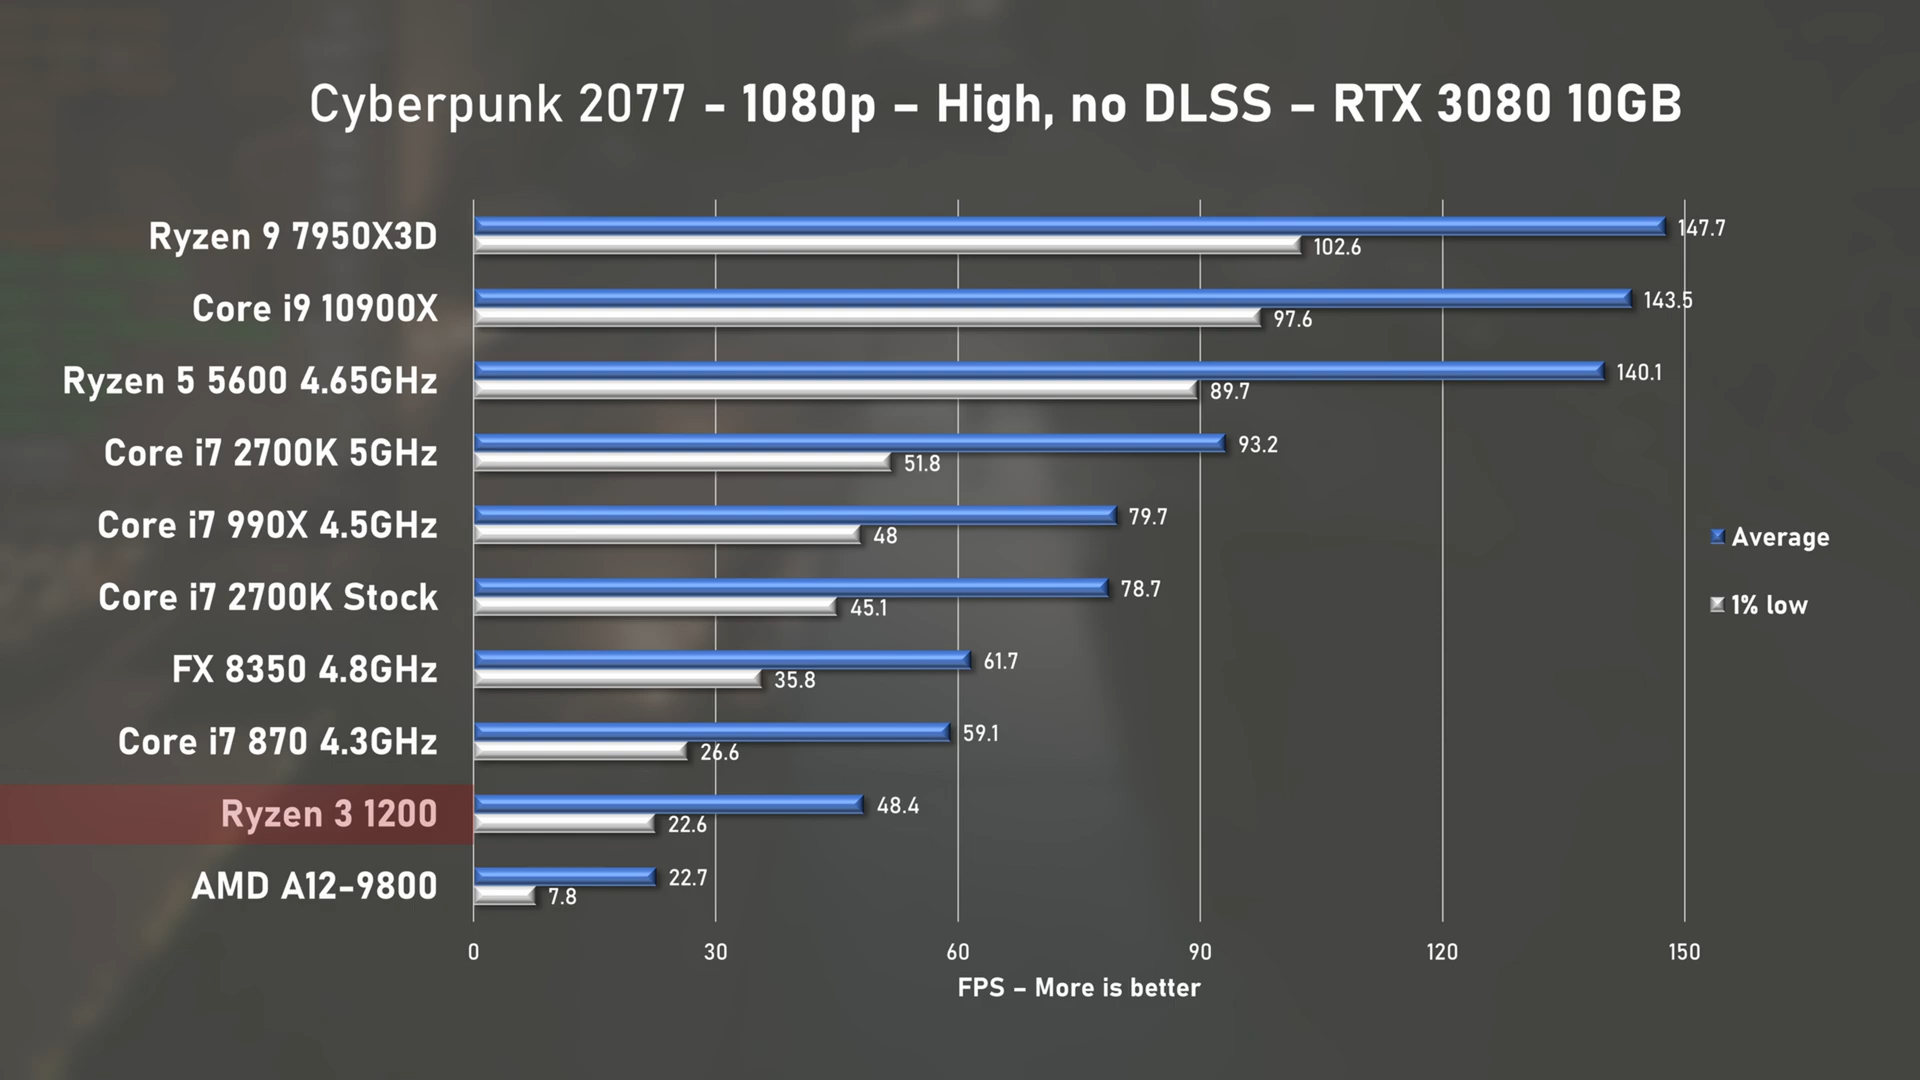 Cyberpunk 2077 - 1080p – High, no DLSS – RTX 3080 10GB
Ryzen 9 7950X3D
147.7
102.6
Core i9 10900X
143.5
97.6
Ryzen 5 5600 4.65GHz
140.1
89.7
Core i7 2700K 5GHz
93.2
51.8
Core i7 990X 4.5GHz
79.7
48
Average
Core i7 2700K Stock
78.7
45.1
1% low
FX 8350 4.8GHz
61.7
35.8
Core i7 870 4.3GHz
59.1
26.6
Ryzen 3 1200
48.4
22.6
AMD A12-9800
22.7
7.8
0 30 60 90 120 150
FPS – More is better